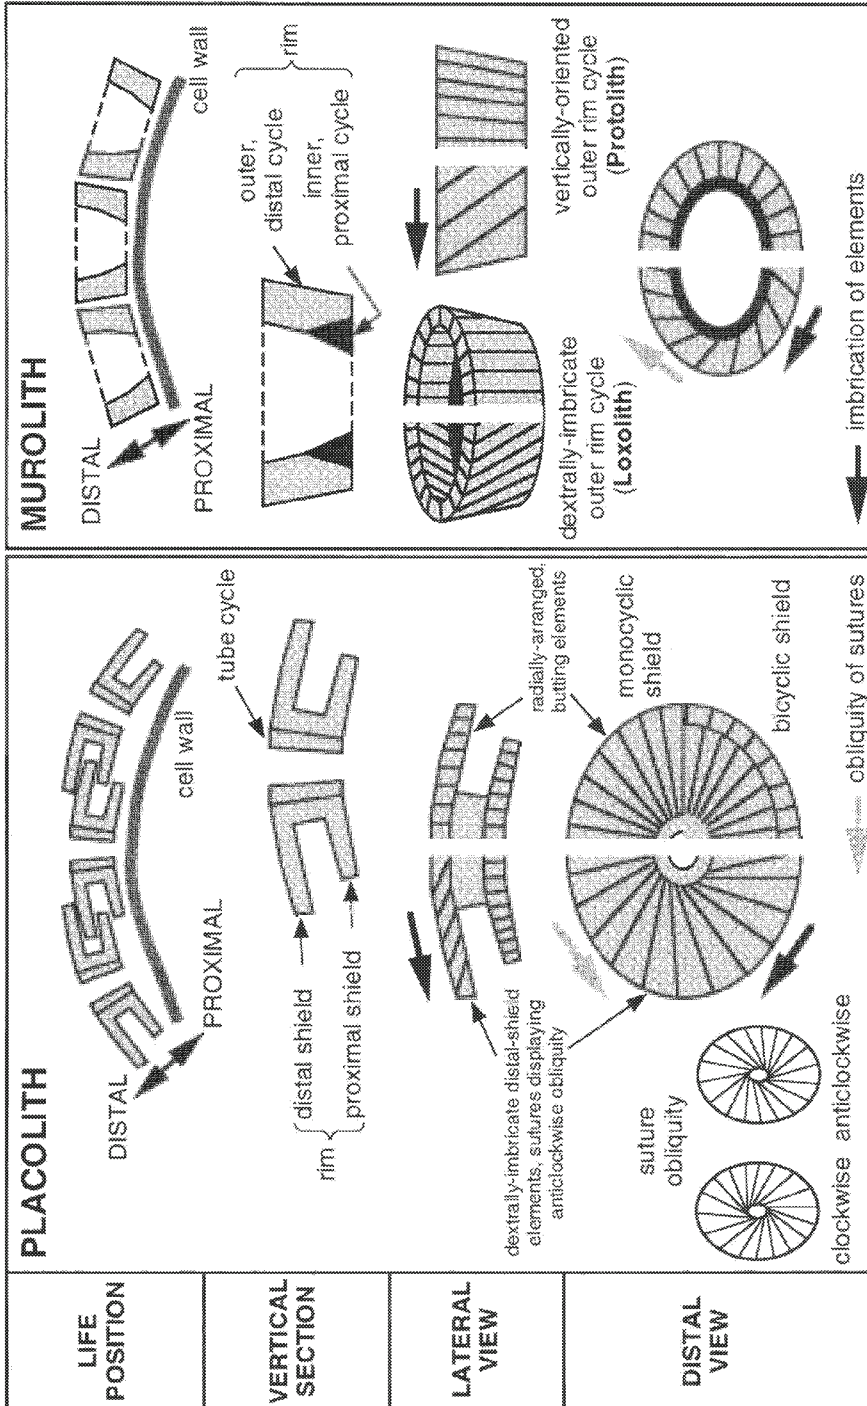 PLACOLITH
MUROLITH
LIFE
POSITION
DISTAL
PROXIMAL
cell wall
DISTAL
PROXIMAL
cell wall
VERTICAL
SECTION
rim
distal shield
proximal shield
tube cycle
outer,
distal cycle
inner,
proximal cycle
rim
LATERAL
VIEW
dextrally-imbricate distal-shield
elements, sutures displaying
anticlockwise obliquity
radially-arranged,
butting elements
dextrally-imbricate
outer rim cycle
(Loxolith)
vertically-oriented
outer rim cycle
(Protolith)
DISTAL
VIEW
suture
obliquity
clockwise anticlockwise
monocyclic
shield
bicyclic shield
obliquity of sutures
imbrication of elements